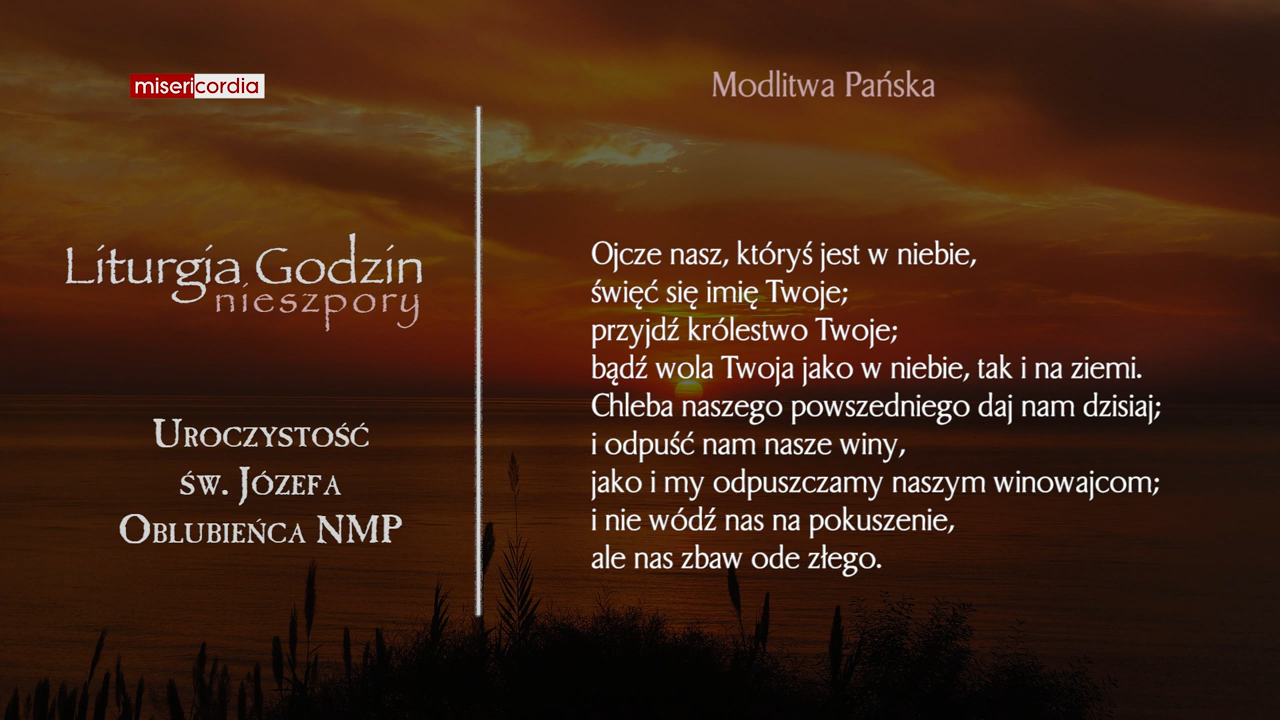 misericordia
Liturgia Godzin
nieszpory
Uroczystość
św. Józefa
Oblubieńca NMP
Modlitwa Pańska
Ojcze nasz, któryś jest w niebie,
święć się imię Twoje;
przyjdź królestwo Twoje;
bądź wola Twoja jako w niebie, tak i na ziemi.
Chleba naszego powszedniego daj nam dzisiaj;
i odpuść nam nasze winy,
jako i my odpuszczamy naszym winowajcom;
i nie wódź nas na pokuszenie,
ale nas zbaw ode złego.